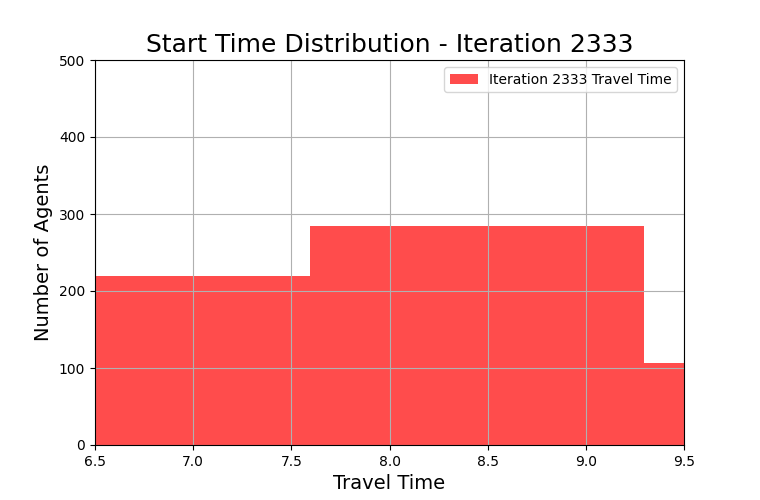 Start Time Distribution - Iteration 2333
500
400
300
200
100
0
Number of Agents
Iteration 2333 Travel Time
6.5 7.0 7.5 8.0 8.5 9.0 9.5
Travel Time